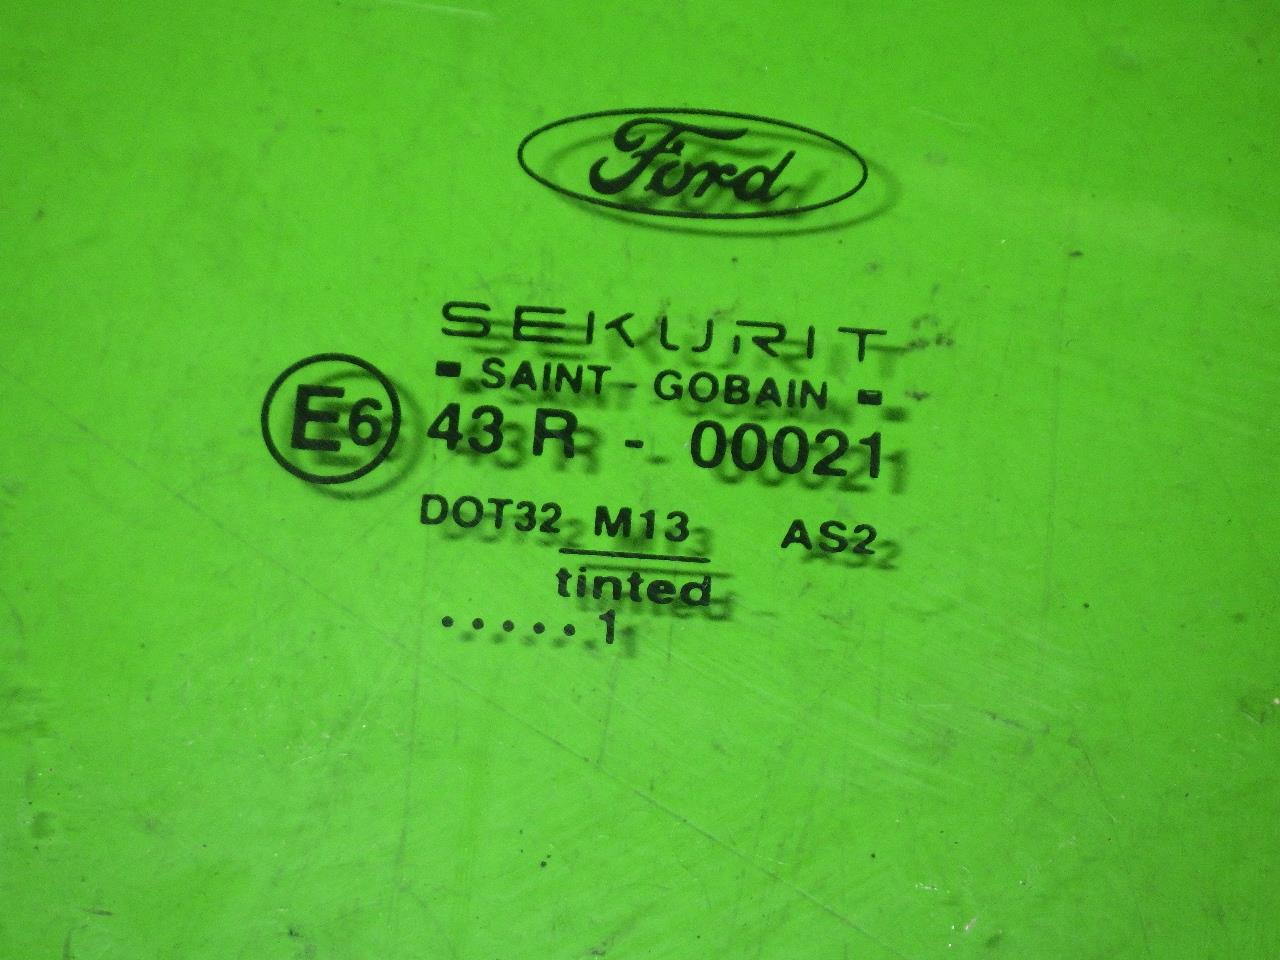 Ford
SEKURIT
- SAINT-GOBAIN -
E6 43 R - 00021
DOT32 M13 AS2
tinted
.....1